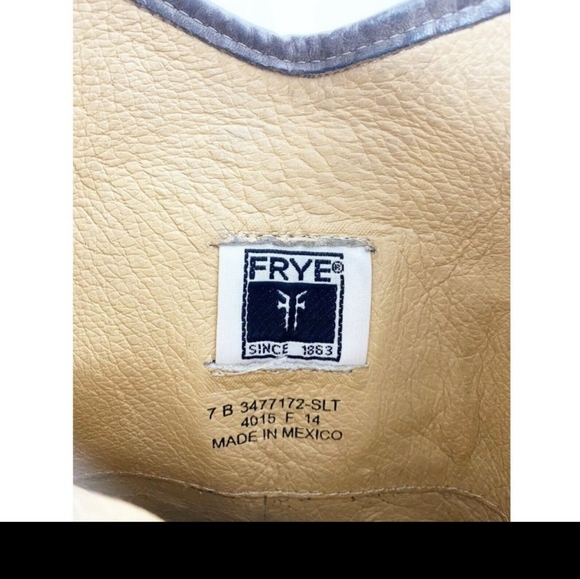 FRYE®
SINCE 1863
7 B 3477172-SLT
4015 F 14
MADE IN MEXICO